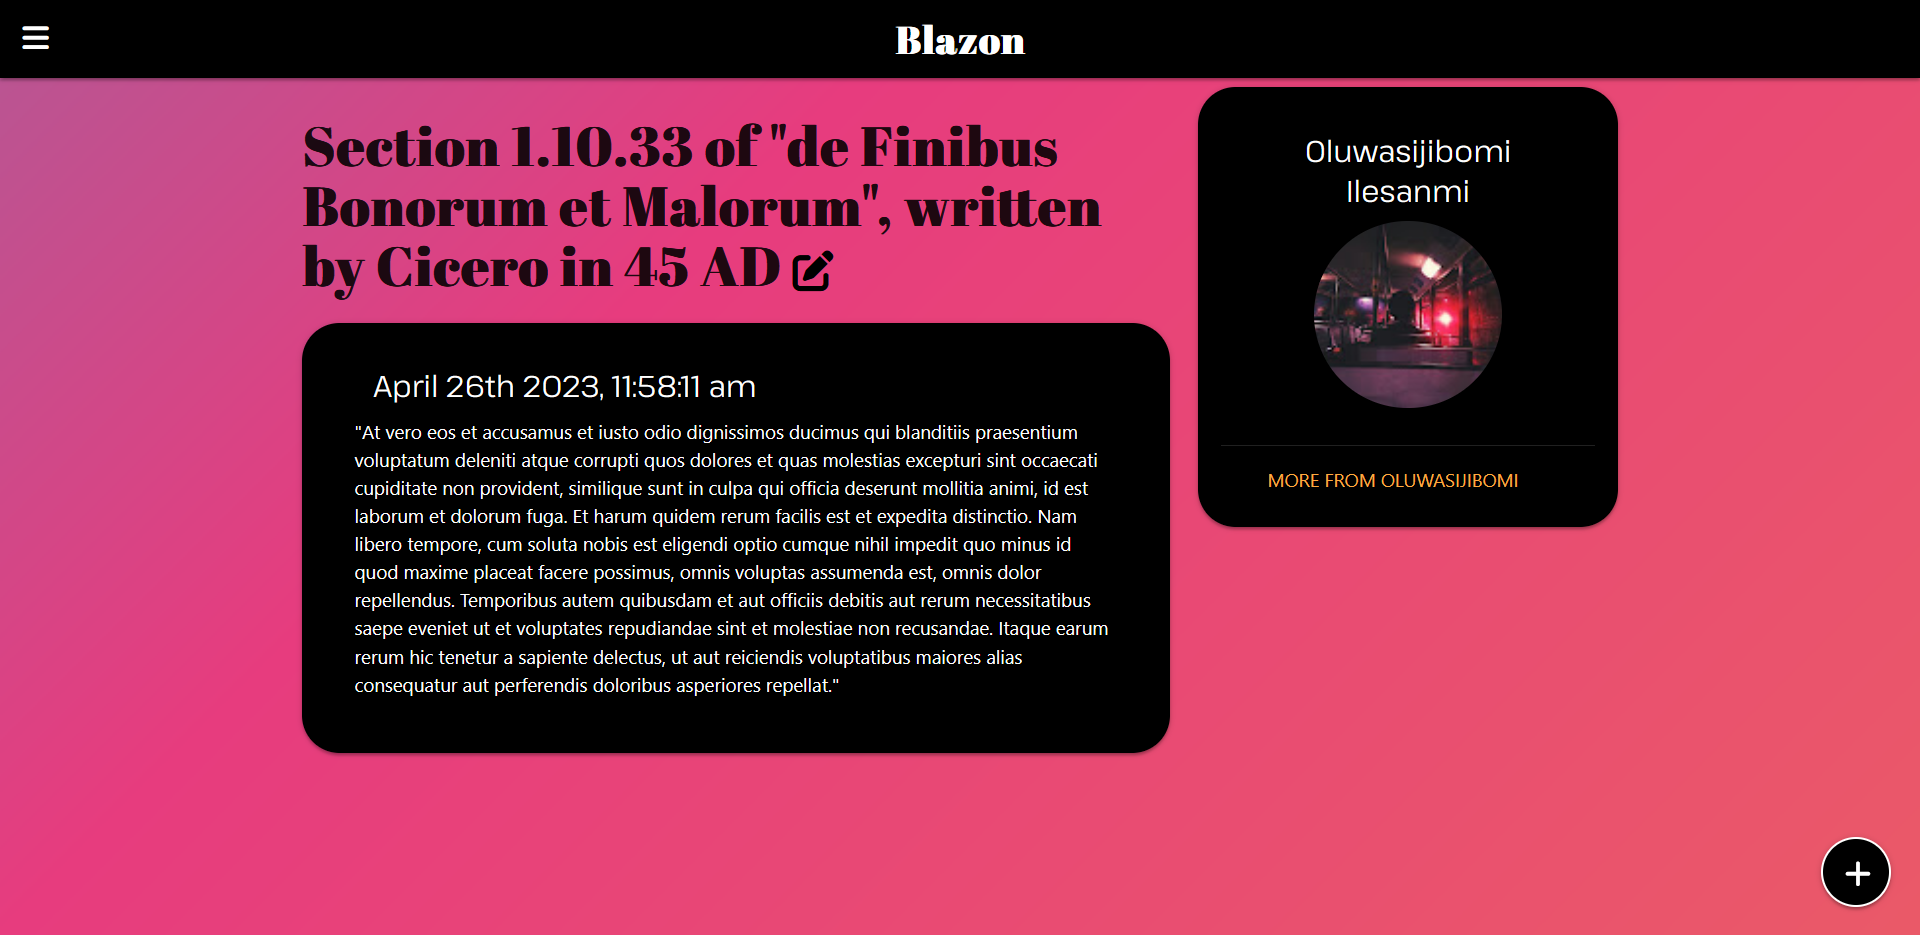 Blazon
Section 1.10.33 of "de Finibus
Bonorum et Malorum", written
by Cicero in 45 AD
April 26th 2023, 11:58:11 am
"At vero eos et accusamus et iusto odio dignissimos ducimus qui blanditiis praesentium
voluptatum deleniti atque corrupti quos dolores et quas molestias excepturi sint occaecati
cupiditate non provident, similique sunt in culpa qui officia deserunt mollitia animi, id est
laborum et dolorum fuga. Et harum quidem rerum facilis est et expedita distinctio. Nam
libero tempore, cum soluta nobis est eligendi optio cumque nihil impedit quo minus id
quod maxime placeat facere possimus, omnis voluptas assumenda est, omnis dolor
repellendus. Temporibus autem quibusdam et aut officiis debitis aut rerum necessitatibus
saepe eveniet ut et voluptates repudiandae sint et molestiae non recusandae. Itaque earum
rerum hic tenetur a sapiente delectus, ut aut reiciendis voluptatibus maiores alias
consequatur aut perferendis doloribus asperiores repellat."
Oluwasijibomi
Ilesanmi
MORE FROM OLUWASIJIBOMI